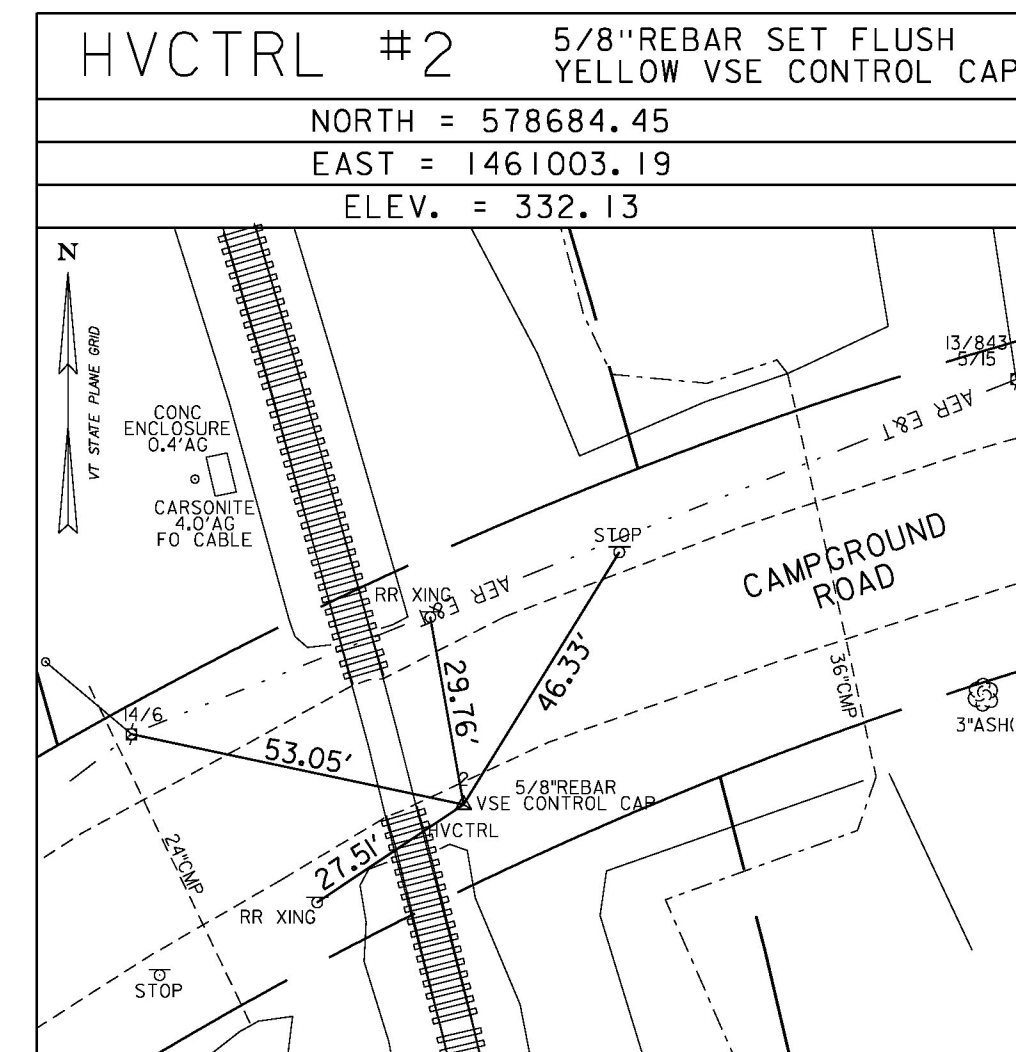 HVCTRL #2
5/8"REBAR SET FLUSH
YELLOW VSE CONTROL CAP
NORTH = 578684.45
EAST = 1461003.19
ELEV. = 332.13
N
VT STATE PLANE GRID
CONC
ENCLOSURE
0.4'AG
CARSONITE
4.0'AG
FO CABLE
13/843
5/15
AER E&T
STOP
CAMPGROUND
ROAD
RR XING
AER E&
29.76'
46.33'
36"CMP
3"ASH(
14/6
53.05'
2
5/8"REBAR
VSE CONTROL CAP
HVCTRL
27.51'
24"CMP
RR XING
STOP